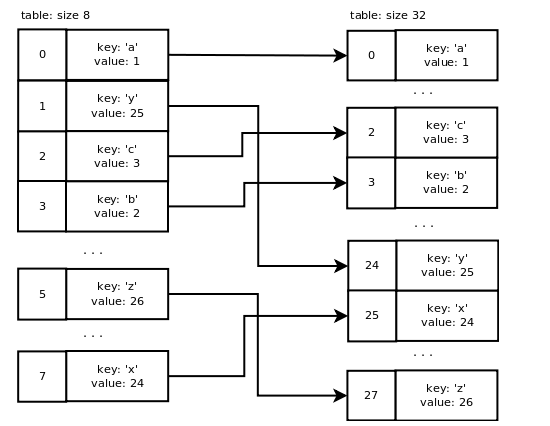 table: size 8
0
key: 'a'
value: 1
1
key: 'y'
value: 25
2
key: 'c'
value: 3
3
key: 'b'
value: 2
. . .
5
key: 'z'
value: 26
. . .
7
key: 'x'
value: 24
table: size 32
0
key: 'a'
value: 1
. . .
2
key: 'c'
value: 3
3
key: 'b'
value: 2
. . .
24
key: 'y'
value: 25
25
key: 'x'
value: 24
. . .
27
key: 'z'
value: 26